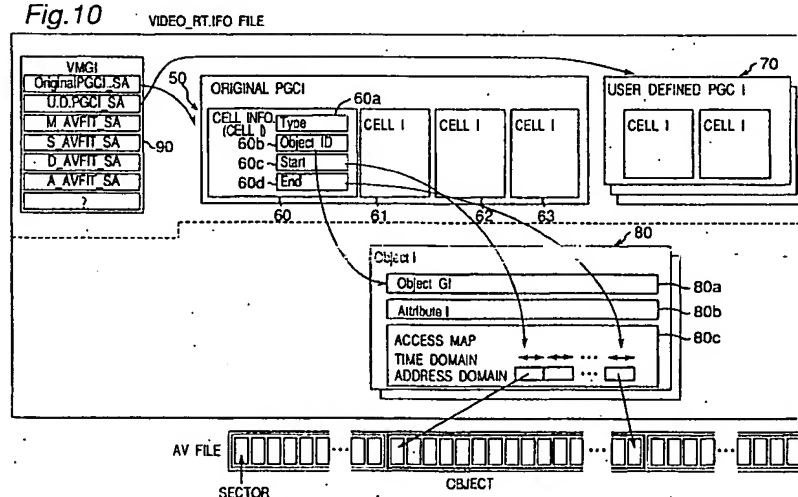 Fig.10 VIDEO_RT.IFO FILE
VMGI
OriginalPGCI_SA
U.D.PGCI_SA
M_AVFIT_SA
S_AVFIT_SA
D_AVFIT_SA
A_AVFIT_SA
?
90
50
ORIGINAL PGCI
CELL INFO.
(CELL I)
60a
Type
60b Object ID
60c Start
60d End
60
CELL I
CELL I
CELL I
61
62
63
70
USER DEFINED PGC I
CELL I
CELL I
80
Object I
Object GI
80a
Attribute I
80b
ACCESS MAP
80c
TIME DOMAIN
ADDRESS DOMAIN
AV FILE
SECTOR
OBJECT